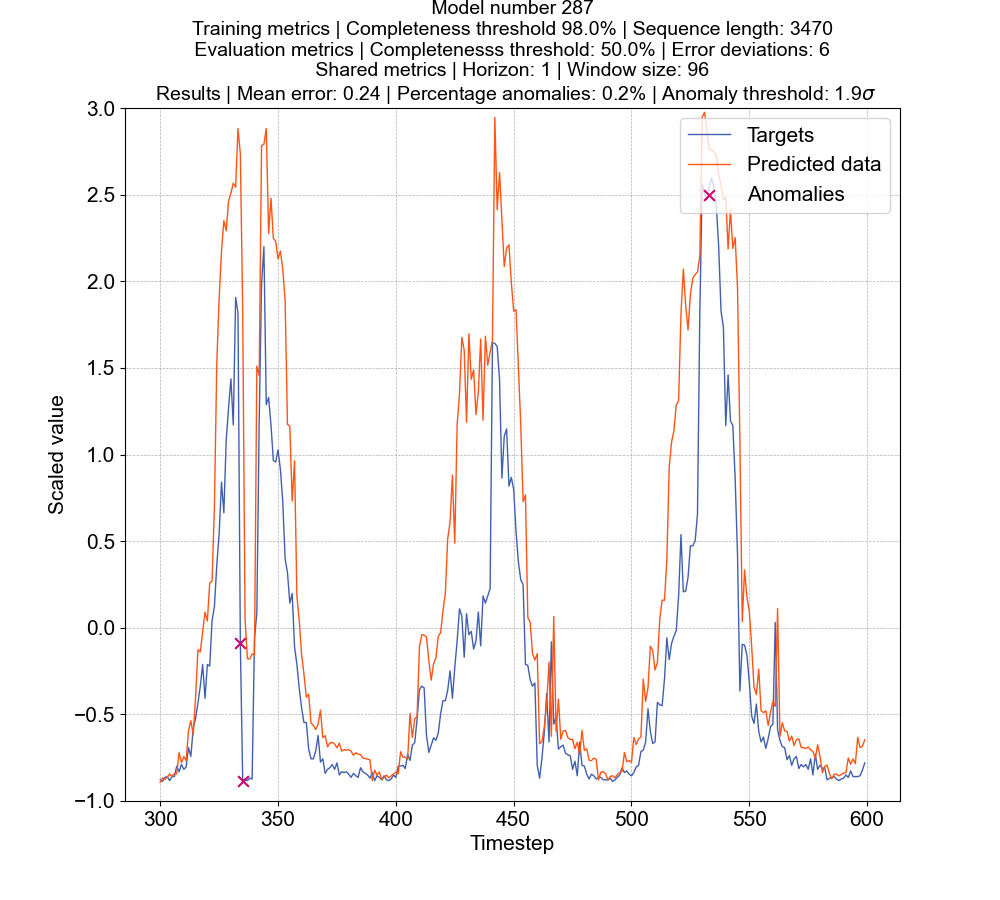 Model number 287
Training metrics | Completeness threshold 98.0% | Sequence length: 3470
Evaluation metrics | Completenesss threshold: 50.0% | Error deviations: 6
Shared metrics | Horizon: 1 | Window size: 96
Results | Mean error: 0.24 | Percentage anomalies: 0.2% | Anomaly threshold: 1.9σ
3.0
2.5
2.0
1.5
1.0
0.5
0.0
−0.5
−1.0
Scaled value
Targets
Predicted data
Anomalies
300 350 400 450 500 550 600
Timestep